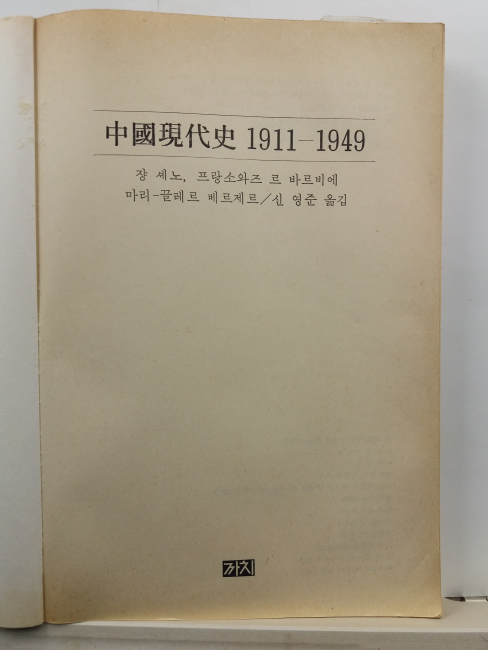 中國現代史 1911—1949
쟝 셰노, 프랑소와즈 르 바르비에
마리-끌레르 베르제르/신 영준 옮김
까치